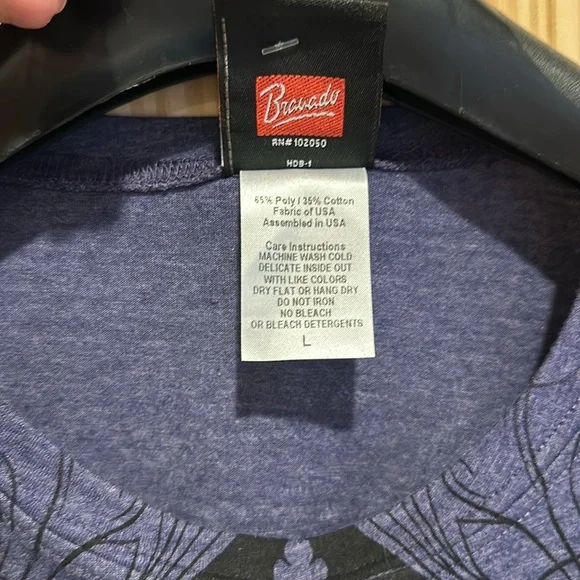 Bravado
RN# 102050
HDS-1
65% Poly / 35% Cotton
Fabric of USA
Assembled in USA
Care Instructions
MACHINE WASH COLD
DELICATE INSIDE OUT
WITH LIKE COLORS
DRY FLAT OR HANG DRY
DO NOT IRON
NO BLEACH
OR BLEACH DETERGENTS
L